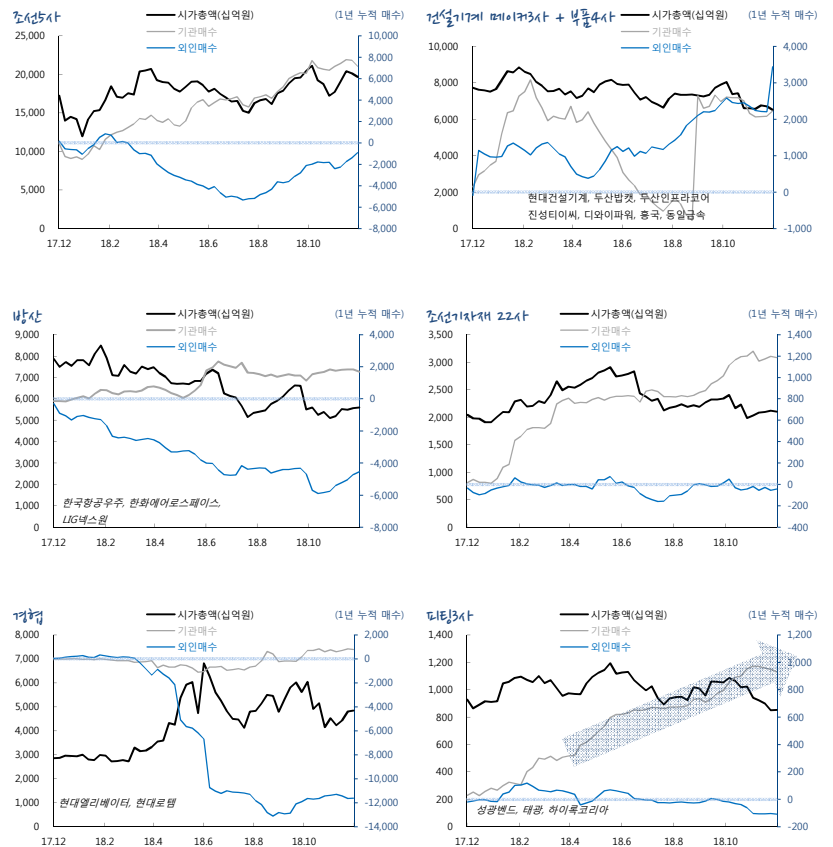 조선5사
시가총액(십억원)
(1년 누적 매수)
기관매수
외인매수
25,000
20,000
15,000
10,000
5,000
0
10,000
8,000
6,000
4,000
2,000
0
-2,000
-4,000
-6,000
-8,000
17.12 18.2 18.4 18.6 18.8 18.10
건설기계 메이커3사 + 부품4사
시가총액(십억원)
(1년 누적 매수)
기관매수
외인매수
10,000
8,000
6,000
4,000
2,000
0
4,000
3,000
2,000
1,000
0
-1,000
현대건설기계, 두산밥캣, 두산인프라코어
진성티이씨, 디와이파워, 흥국, 동일금속
17.12 18.2 18.4 18.6 18.8 18.10
방산
시가총액(십억원)
(1년 누적 매수)
기관매수
외인매수
9,000
8,000
7,000
6,000
5,000
4,000
3,000
2,000
1,000
0
4,000
2,000
0
-2,000
-4,000
-6,000
-8,000
한국항공우주, 한화에어로스페이스,
LIG넥스원
17.12 18.2 18.4 18.6 18.8 18.10
조선기자재 22사
시가총액(십억원)
(1년 누적 매수)
기관매수
외인매수
3,500
3,000
2,500
2,000
1,500
1,000
500
0
1,400
1,200
1,000
800
600
400
200
0
-200
-400
17.12 18.2 18.4 18.6 18.8 18.10
경협
시가총액(십억원)
(1년 누적 매수)
기관매수
외인매수
8,000
7,000
6,000
5,000
4,000
3,000
2,000
1,000
0
2,000
0
-2,000
-4,000
-6,000
-8,000
-10,000
-12,000
-14,000
현대엘리베이터, 현대로템
17.12 18.2 18.4 18.6 18.8 18.10
피팅3사
시가총액(십억원)
(1년 누적 매수)
기관매수
외인매수
1,400
1,200
1,000
800
600
400
200
0
1,200
1,000
800
600
400
200
0
-200
성광벤드, 태광, 하이록코리아
17.12 18.2 18.4 18.6 18.8 18.10